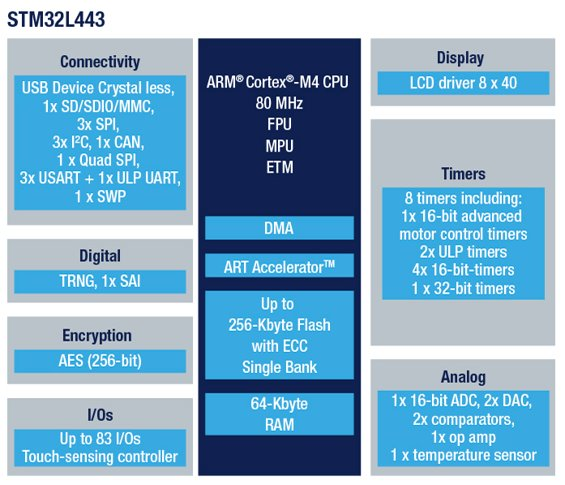 STM32L443
Connectivity
USB Device Crystal less,
1x SD/SDIO/MMC,
3x SPI,
3x I²C, 1x CAN,
1 x Quad SPI,
3x USART + 1x ULP UART,
1 x SWP
Digital
TRNG, 1x SAI
Encryption
AES (256-bit)
I/Os
Up to 83 I/Os
Touch-sensing controller
ARM® Cortex®-M4 CPU
80 MHz
FPU
MPU
ETM
DMA
ART Accelerator™
Up to
256-Kbyte Flash
with ECC
Single Bank
64-Kbyte
RAM
Display
LCD driver 8 x 40
Timers
8 timers including:
1x 16-bit advanced
motor control timers
2x ULP timers
4x 16-bit-timers
1 x 32-bit timers
Analog
1x 16-bit ADC, 2x DAC,
2x comparators,
1x op amp
1 x temperature sensor